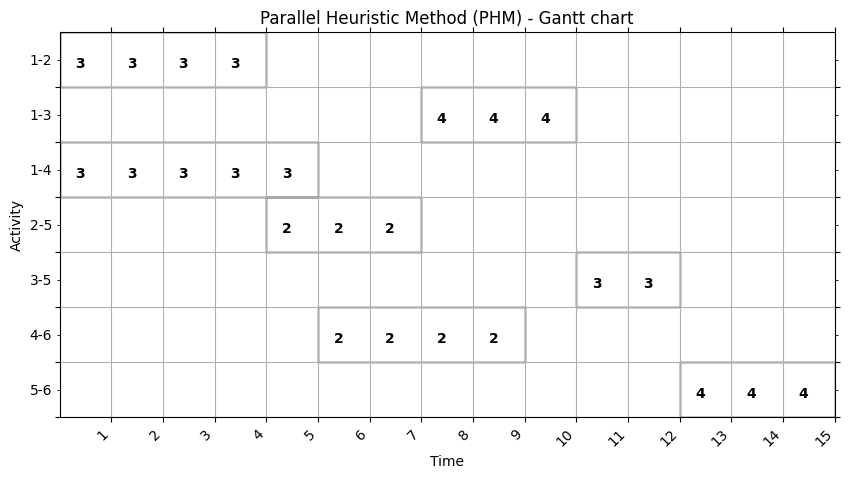 Parallel Heuristic Method (PHM) - Gantt chart
1-2 3 3 3 3
1-3 4 4 4
1-4 3 3 3 3 3
Activity
2-5 2 2 2
3-5 3 3
4-6 2 2 2 2
5-6 4 4 4
1 2 3 4 5 6 7 8 9 10 11 12 13 14 15
Time